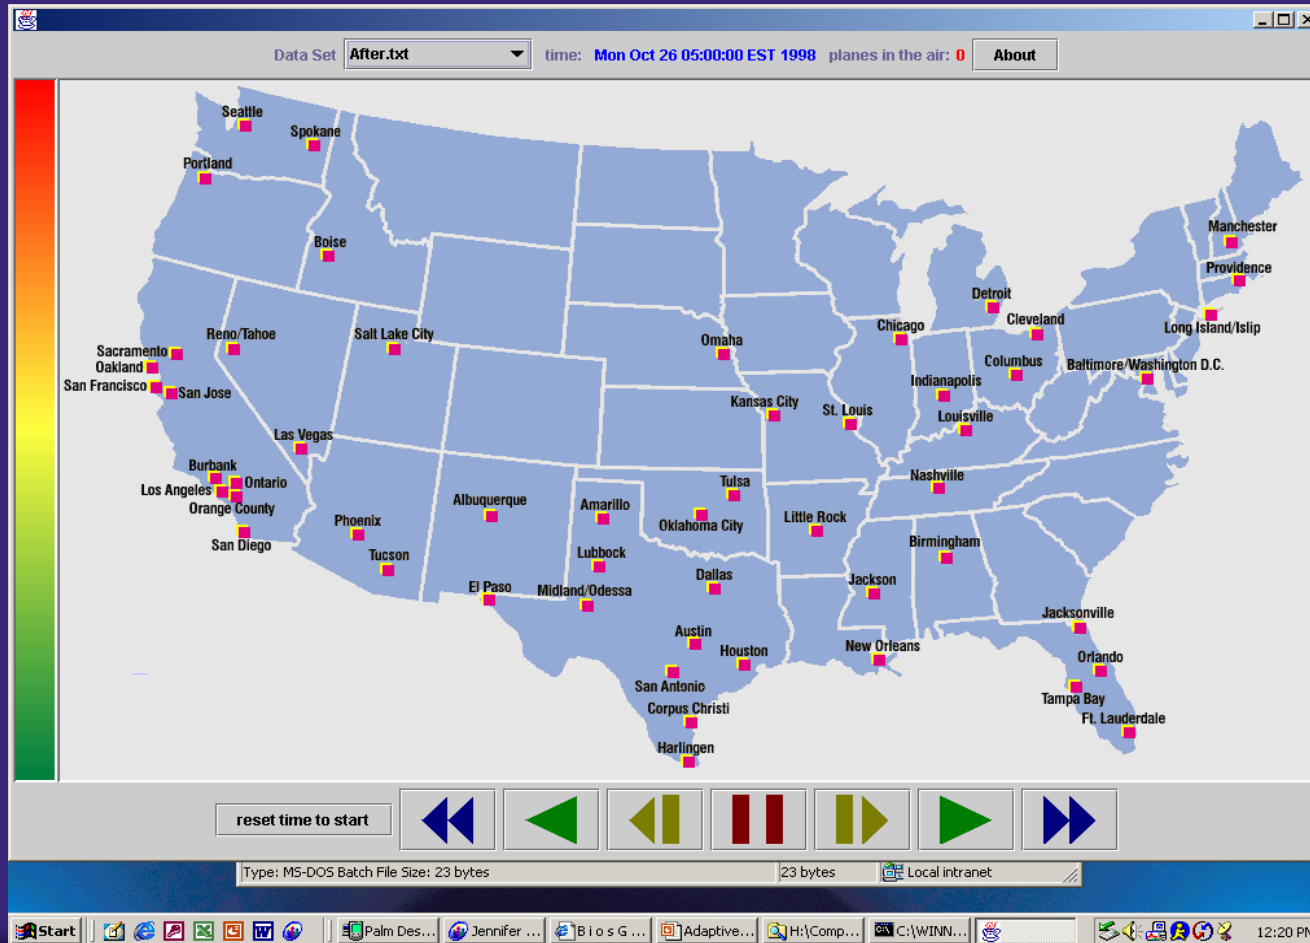 Data Set After.txt time: Mon Oct 26 05:00:00 EST 1998 planes in the air: 0 About
Seattle
Spokane
Portland
Boise
Manchester
Providence
Detroit
Cleveland
Long Island/Islip
Chicago
Reno/Tahoe
Salt Lake City
Omaha
Sacramento
Oakland
San Francisco
San Jose
Columbus
Baltimore/Washington D.C.
Indianapolis
Kansas City
St. Louis
Louisville
Las Vegas
Burbank
Ontario
Los Angeles
Orange County
San Diego
Nashville
Tulsa
Albuquerque
Amarillo
Oklahoma City
Little Rock
Phoenix
Tucson
Birmingham
Lubbock
El Paso
Midland/Odessa
Dallas
Jackson
Jacksonville
Austin
Houston
New Orleans
Orlando
San Antonio
Tampa Bay
Corpus Christi
Ft. Lauderdale
Harlingen
reset time to start
Type: MS-DOS Batch File Size: 23 bytes 23 bytes Local intranet
Start Palm Des... Jennifer ... B i o s G ... Adaptive... H:\Comp... C:\WINN... 12:20 PM